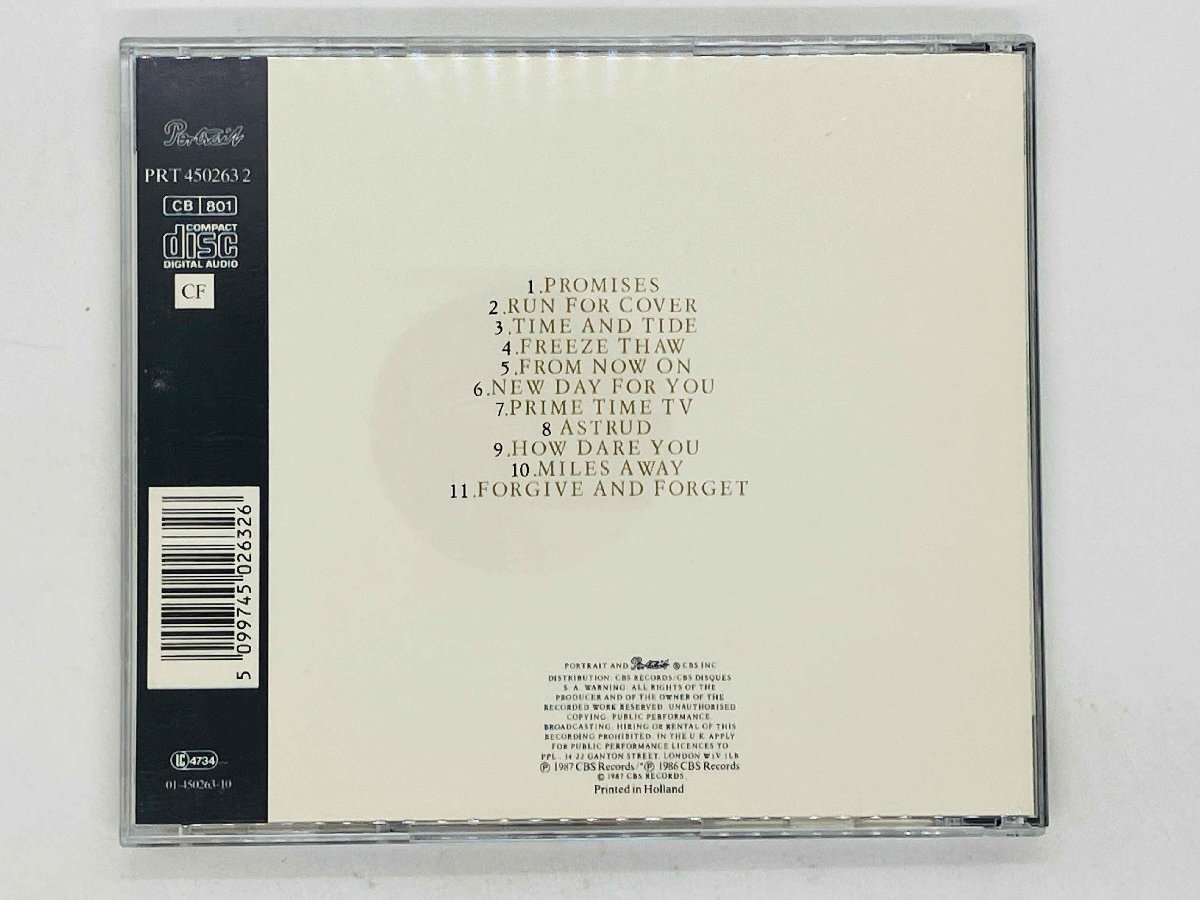 Portrait
PRT 450263 2
CB 801
COMPACT
disc
DIGITAL AUDIO
CF
5 099745 026326
IC 4734
01-450263-10
1.PROMISES
2.RUN FOR COVER
3.TIME AND TIDE
4.FREEZE THAW
5.FROM NOW ON
6.NEW DAY FOR YOU
7.PRIME TIME TV
8 ASTRUD
9.HOW DARE YOU
10.MILES AWAY
11.FORGIVE AND FORGET
PORTRAIT AND Portrait ® CBS INC
DISTRIBUTION: CBS RECORDS/CBS DISQUES
S. A. WARNING: ALL RIGHTS OF THE
PRODUCER AND OF THE OWNER OF THE
RECORDED WORK RESERVED. UNAUTHORISED
COPYING, PUBLIC PERFORMANCE,
BROADCASTING, HIRING OR RENTAL OF THIS
RECORDING PROHIBITED. IN THE U.K. APPLY
FOR PUBLIC PERFORMANCE LICENCES TO
PPL., 14-22 GANTON STREET, LONDON W1V 1LB
℗ 1987 CBS Records/*℗ 1986 CBS Records
© 1987 CBS RECORDS
Printed in Holland